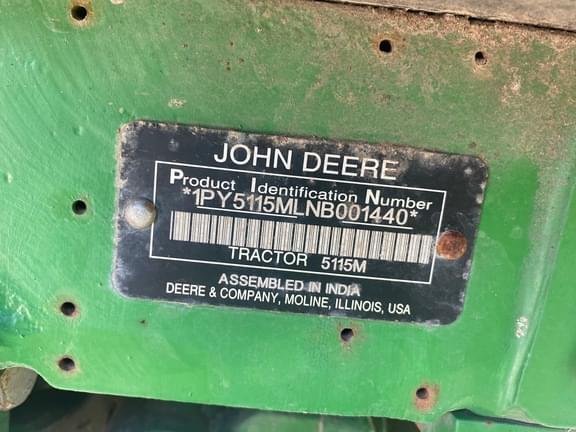 JOHN DEERE
Product Identification Number
*1PY5115MLNB001440*
TRACTOR 5115M
ASSEMBLED IN INDIA
DEERE & COMPANY, MOLINE, ILLINOIS, USA